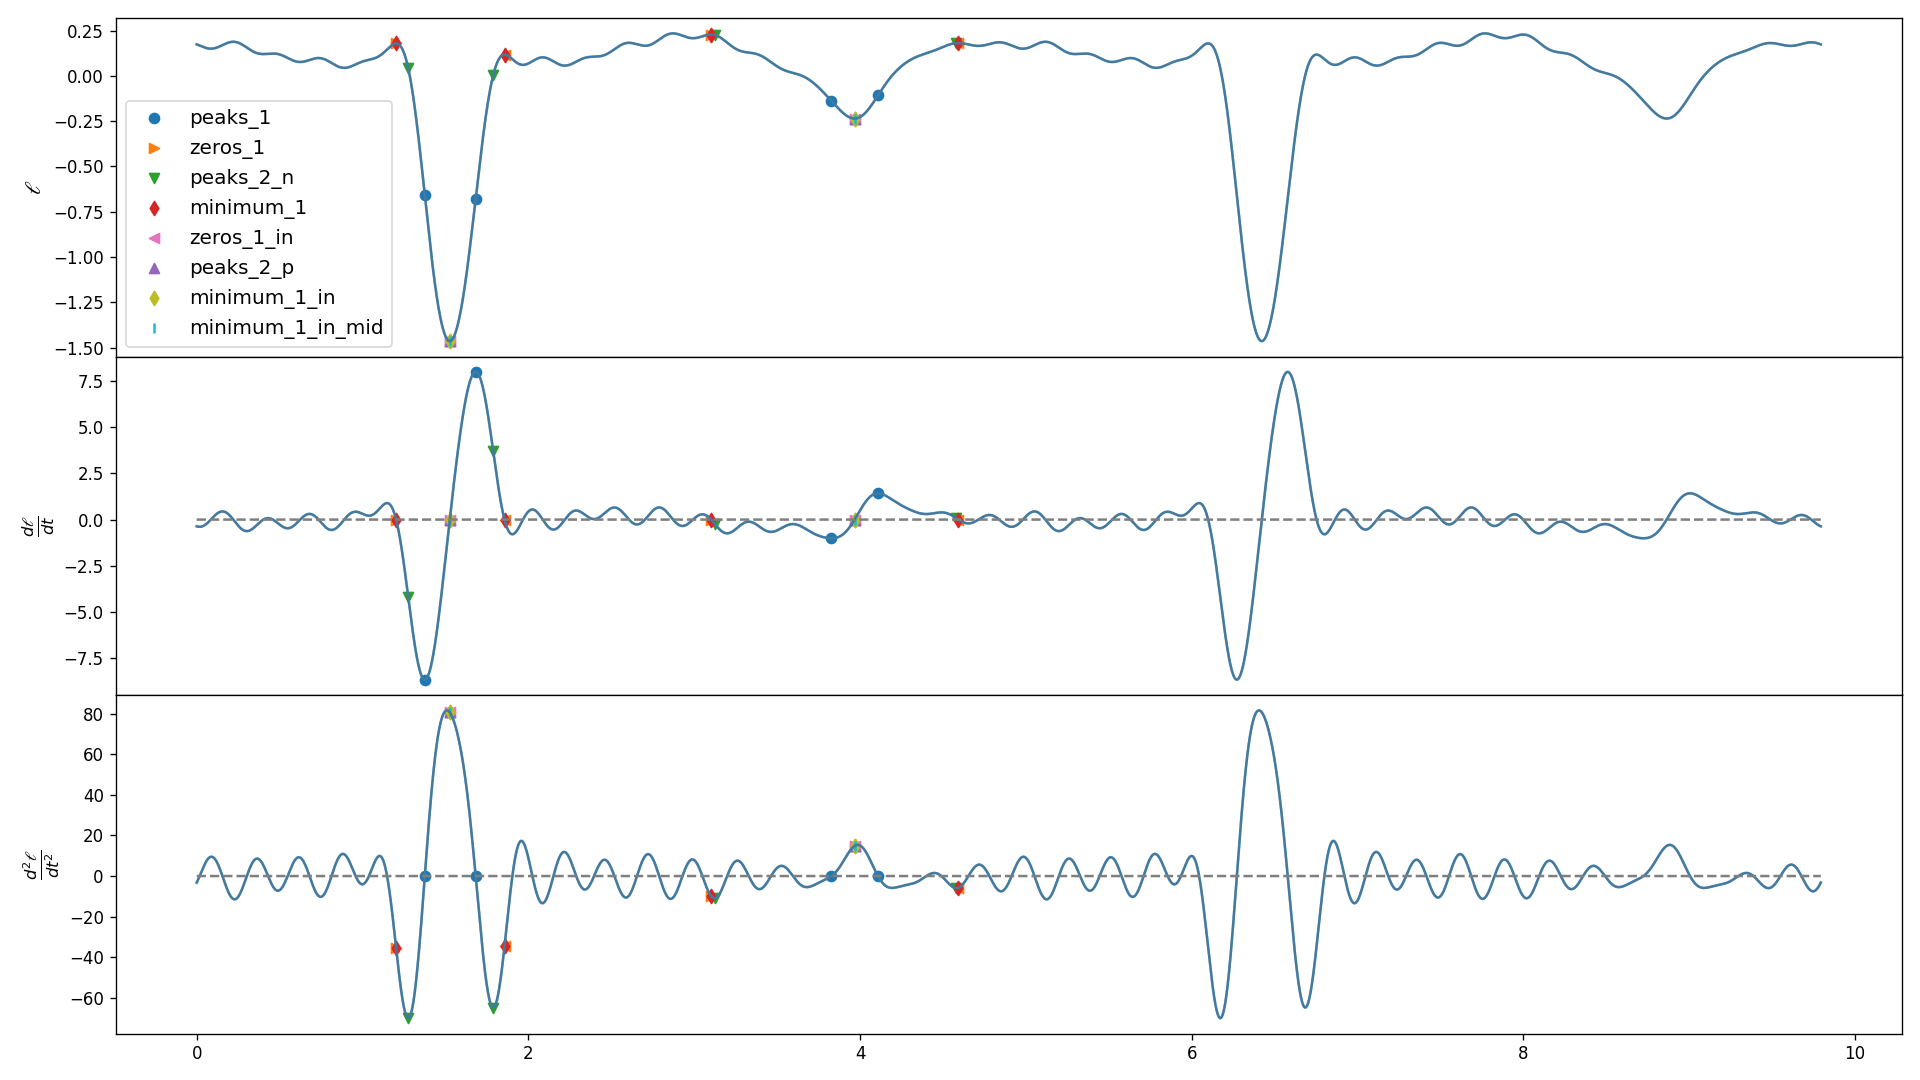 0.25
0.00
−0.25
−0.50
−0.75
−1.00
−1.25
−1.50
ℓ
peaks_1
zeros_1
peaks_2_n
minimum_1
zeros_1_in
peaks_2_p
minimum_1_in
minimum_1_in_mid
7.5
5.0
2.5
0.0
−2.5
−5.0
−7.5
dℓ
dt
80
60
40
20
0
−20
−40
−60
d²ℓ
dt²
0 2 4 6 8 10